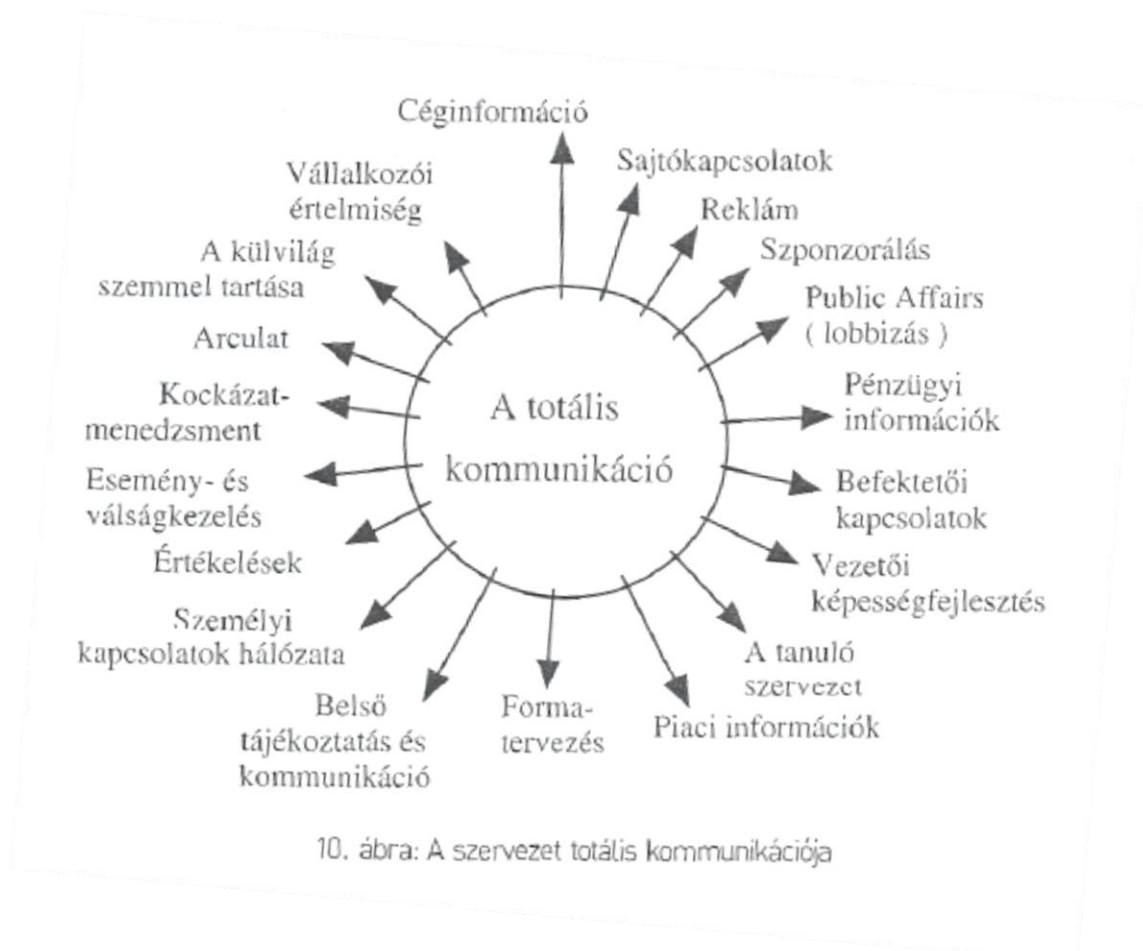 Céginformáció
Sajtókapcsolatok
Reklám
Szponzorálás
Public Affairs
( lobbizás )
Pénzügyi
információk
Befektetői
kapcsolatok
Vezetői
képességfejlesztés
A tanuló
szervezet
Piaci információk
Forma-
tervezés
Belső
tájékoztatás és
kommunikáció
Személyi
kapcsolatok hálózata
Értékelések
Esemény- és
válságkezelés
Kockázat-
menedzsment
Arculat
A külvilág
szemmel tartása
Vállalkozói
értelmiség
A totális
kommunikáció
10. ábra: A szervezet totális kommunikációja